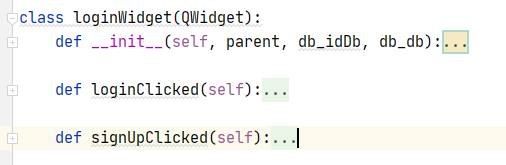 class loginWidget(QWidget):
    def __init__(self, parent, db_idDb, db_db):...
    def loginClicked(self):...
    def signUpClicked(self):...